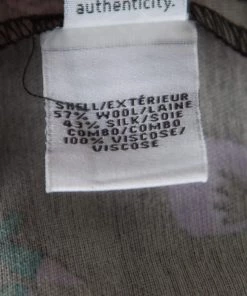 authenticity.
SHELL/EXTÉRIEUR
57% WOOL/LAINE
43% SILK/SOIE
COMBO/COMBO
100% VISCOSE/
VISCOSE